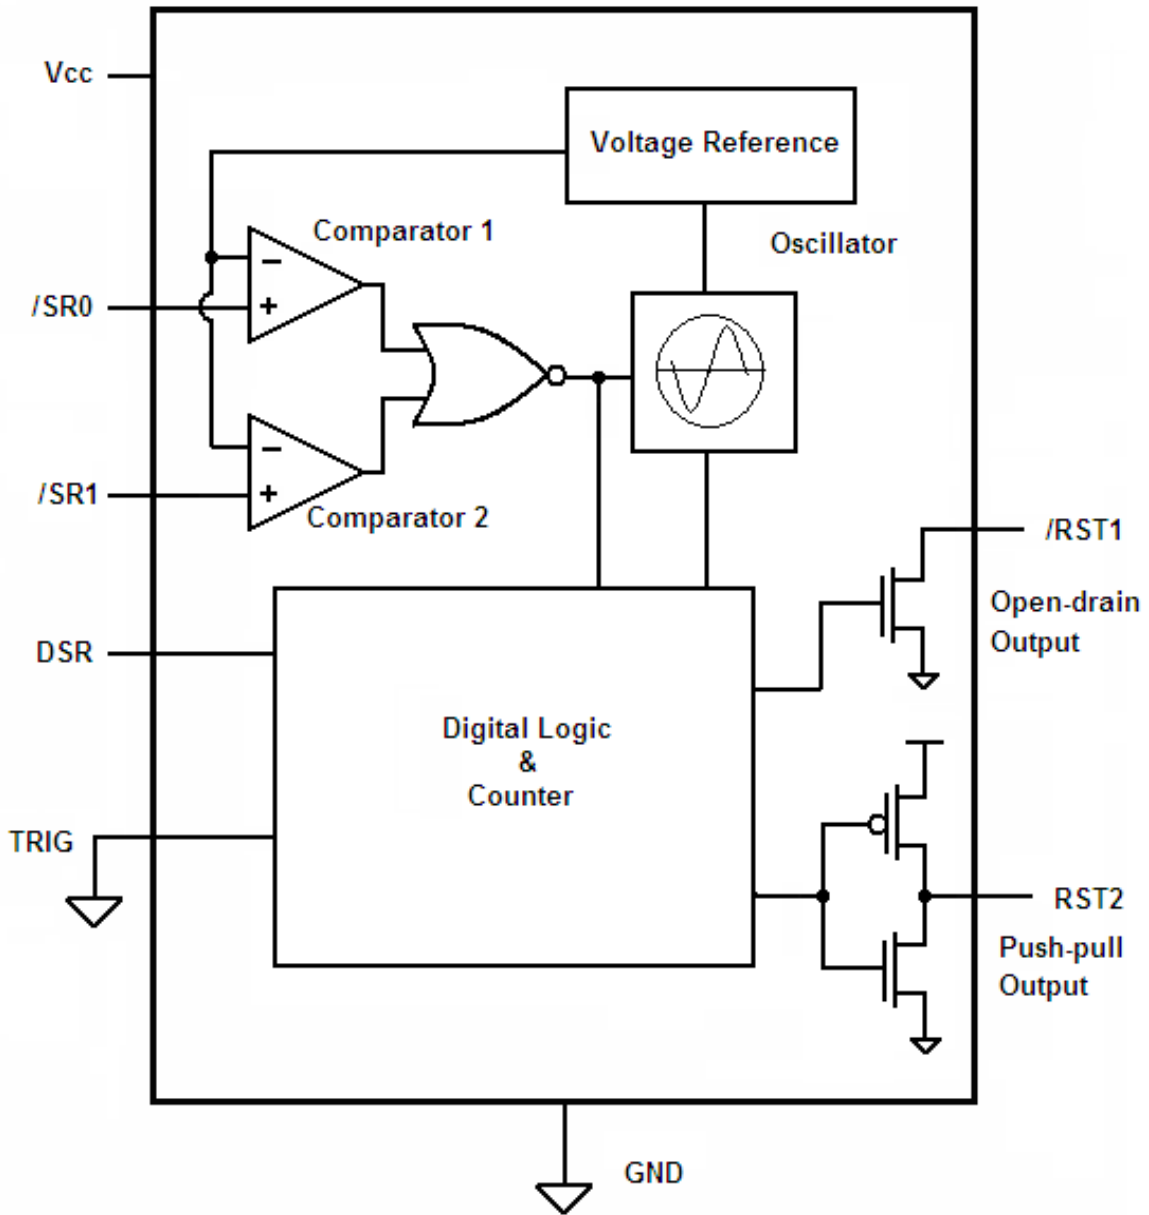 Vcc
Voltage Reference
Comparator 1
Oscillator
−
/SR0
+
−
/SR1
+
Comparator 2
/RST1
Open-drain
Output
DSR
Digital Logic
&
Counter
TRIG
RST2
Push-pull
Output
GND